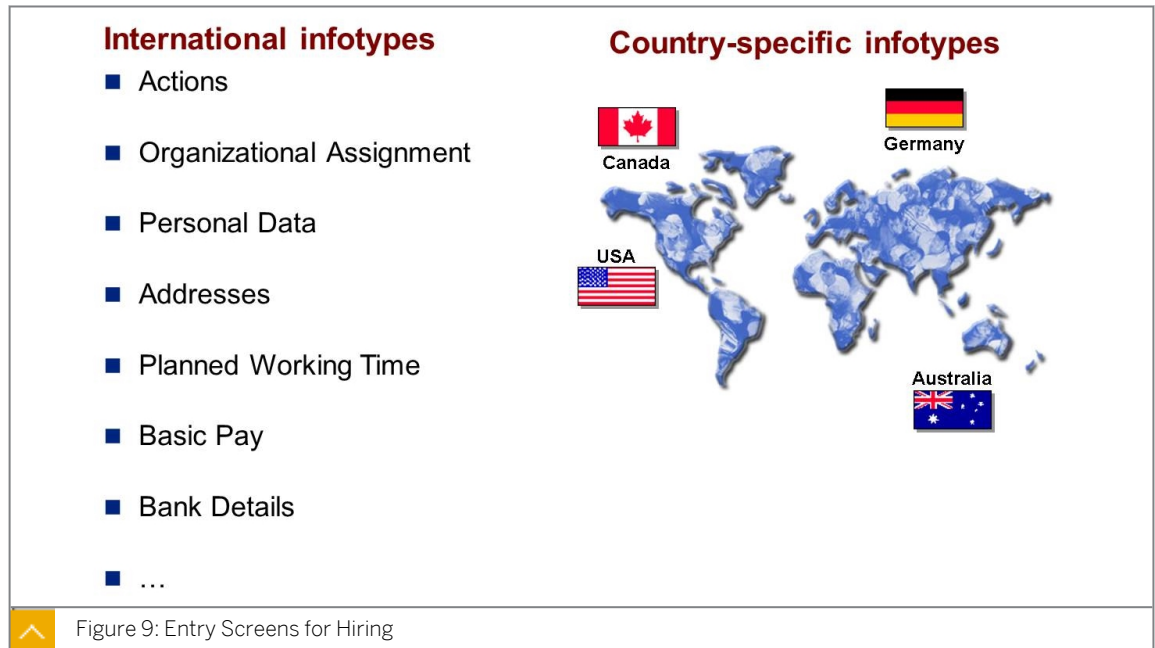 International infotypes
Actions
Organizational Assignment
Personal Data
Addresses
Planned Working Time
Basic Pay
Bank Details
…
Country-specific infotypes
Canada
Germany
USA
Australia
Figure 9: Entry Screens for Hiring